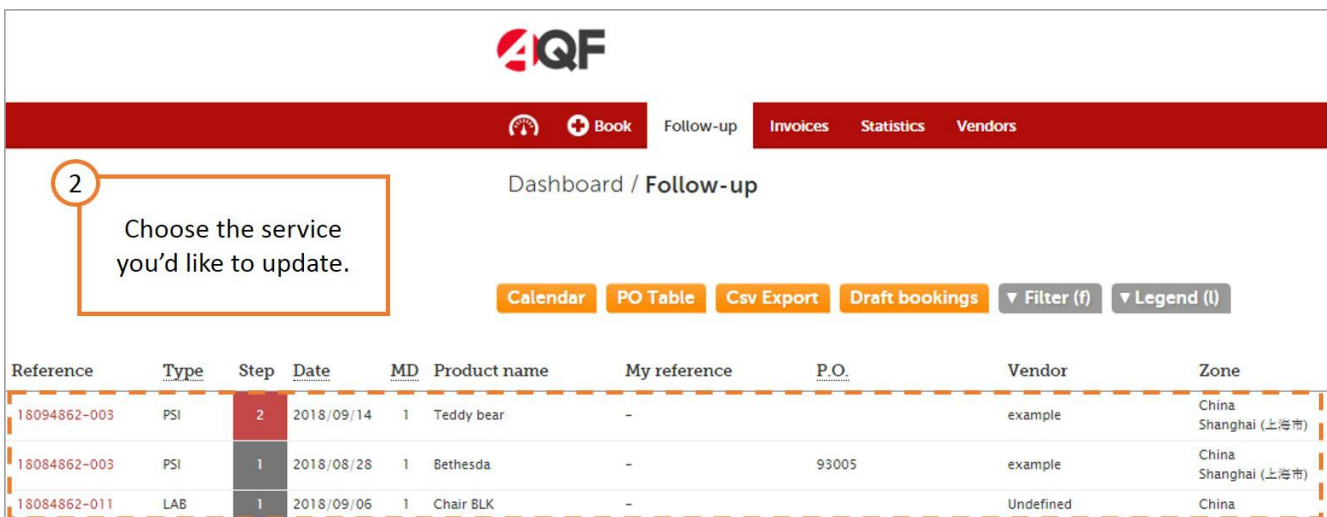 AQF
Book Follow-up Invoices Statistics Vendors
2
Choose the service
you’d like to update.
Dashboard / Follow-up
Calendar PO Table Csv Export Draft bookings ▼ Filter (f) ▼ Legend (l)
Reference Type Step Date MD Product name My reference P.O. Vendor Zone
18094862-003 PSI 2 2018/09/14 1 Teddy bear - example China
Shanghai (上海市)
18084862-003 PSI 1 2018/08/28 1 Bethesda - 93005 example China
Shanghai (上海市)
18084862-011 LAB 1 2018/09/06 1 Chair BLK - Undefined China